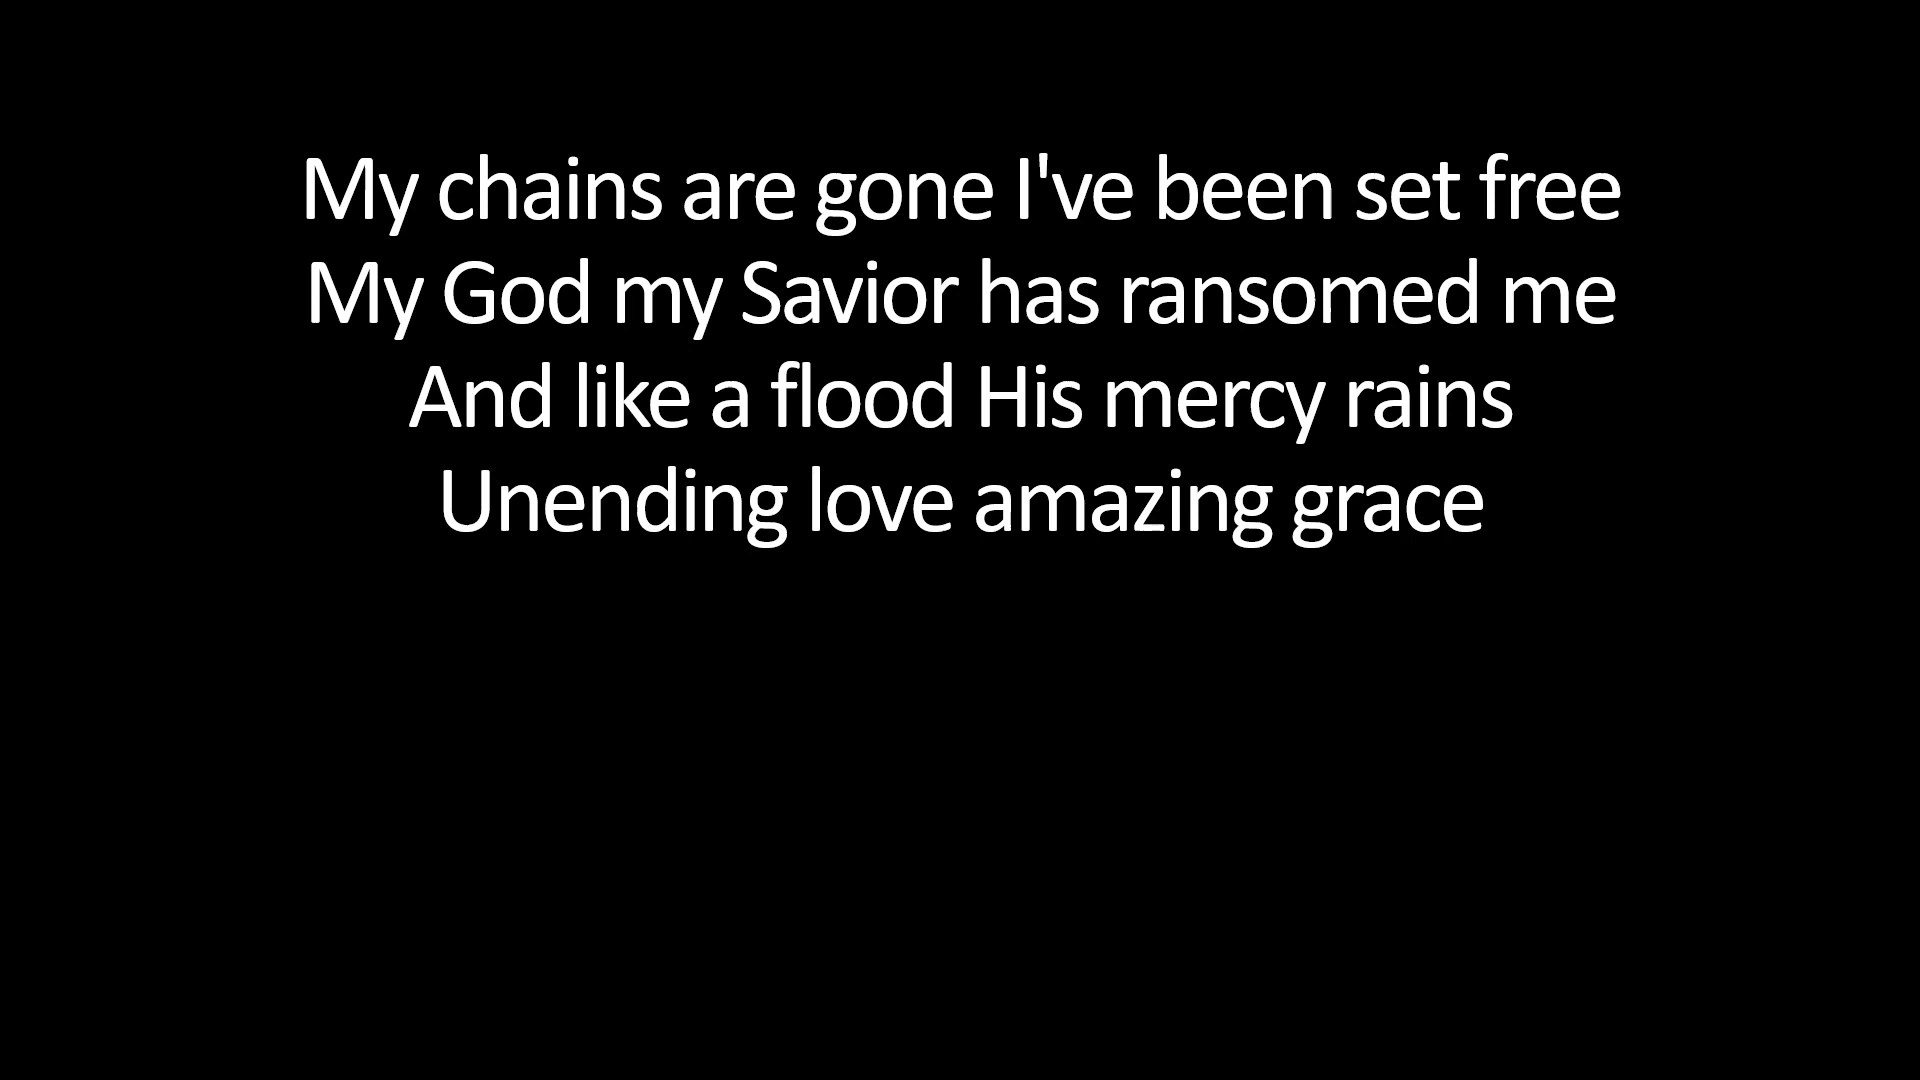 My chains are gone I've been set free
My God my Savior has ransomed me
And like a flood His mercy rains
Unending love amazing grace